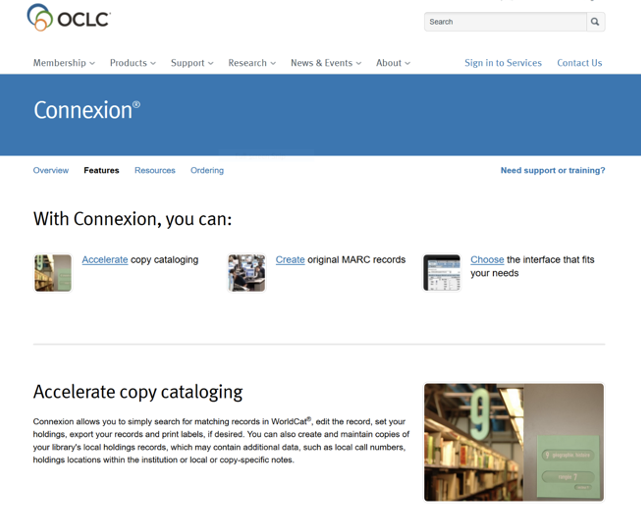 OCLC
Search
Membership Products Support Research News & Events About Sign in to Services Contact Us
Connexion®
Overview Features Resources Ordering Need support or training?
With Connexion, you can:
Accelerate copy cataloging
Create original MARC records
Choose the interface that fits
your needs
Accelerate copy cataloging
Connexion allows you to simply search for matching records in WorldCat®, edit the record, set your
holdings, export your records and print labels, if desired. You can also create and maintain copies of
your library's local holdings records, which may contain additional data, such as local call numbers,
holdings locations within the institution or local or copy-specific notes.
9